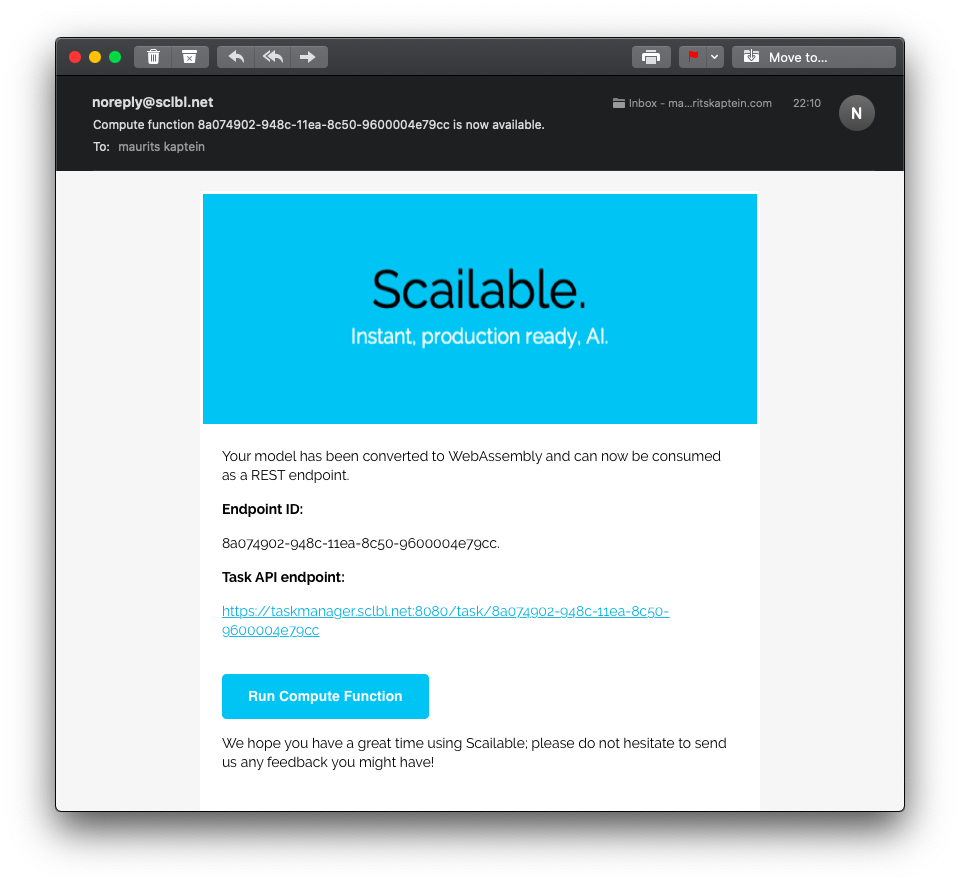 Move to...
noreply@sclbl.net
Inbox - ma...ritskaptein.com 22:10
N
Compute function 8a074902-948c-11ea-8c50-9600004e79cc is now available.
To: maurits kaptein
Scailable.
Instant, production ready, AI.
Your model has been converted to WebAssembly and can now be consumed
as a REST endpoint.
Endpoint ID:
8a074902-948c-11ea-8c50-9600004e79cc.
Task API endpoint:
https://taskmanager.sclbl.net:8080/task/8a074902-948c-11ea-8c50-
9600004e79cc
Run Compute Function
We hope you have a great time using Scailable; please do not hesitate to send
us any feedback you might have!